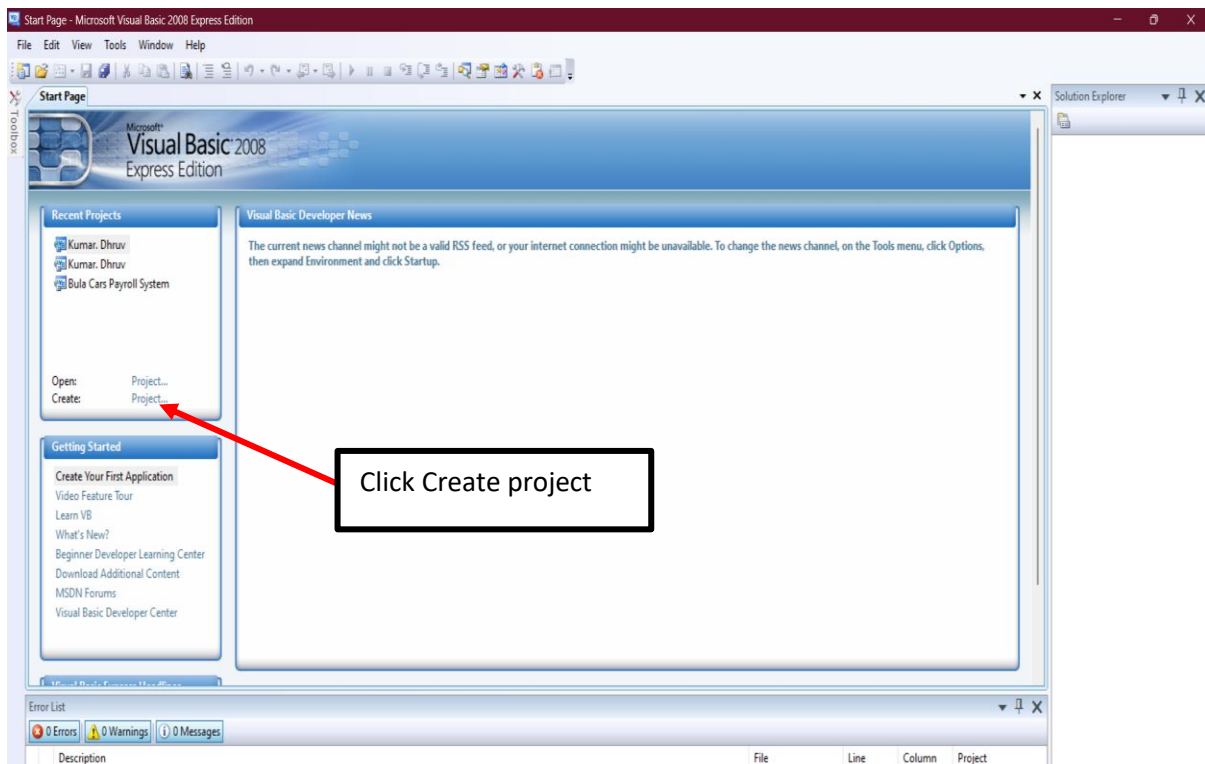 Start Page - Microsoft Visual Basic 2008 Express Edition
File Edit View Tools Window Help
Start Page
Solution Explorer
Toolbox
Microsoft
Visual Basic 2008
Express Edition
Recent Projects
Kumar. Dhruv
Kumar. Dhruv
Bula Cars Payroll System
Open: Project...
Create: Project...
Visual Basic Developer News
The current news channel might not be a valid RSS feed, or your internet connection might be unavailable. To change the news channel, on the Tools menu, click Options,
then expand Environment and click Startup.
Click Create project
Getting Started
Create Your First Application
Video Feature Tour
Learn VB
What's New?
Beginner Developer Learning Center
Download Additional Content
MSDN Forums
Visual Basic Developer Center
Error List
0 Errors 0 Warnings 0 Messages
Description File Line Column Project